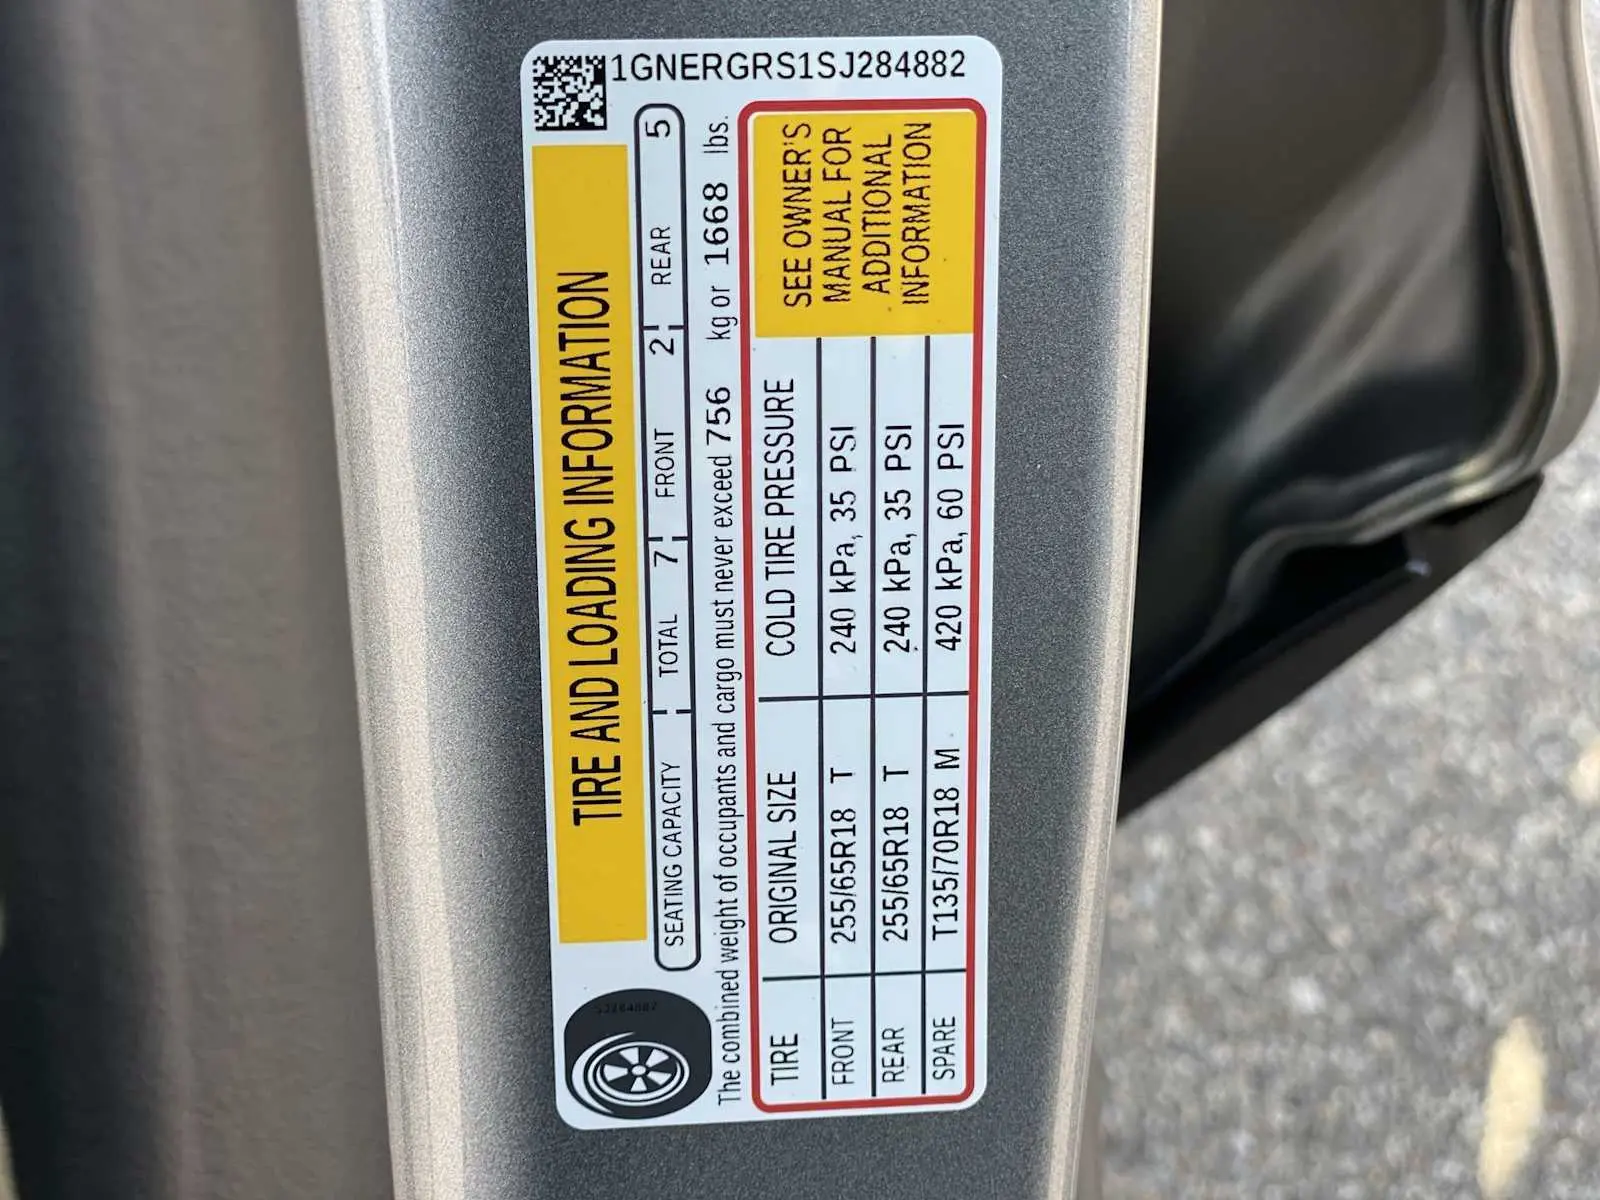 1GNERGRS1SJ284882
TIRE AND LOADING INFORMATION
SEATING CAPACITY TOTAL 7 FRONT 2 REAR 5
The combined weight of occupants and cargo must never exceed 756 kg or 1668 lbs.
TIRE ORIGINAL SIZE COLD TIRE PRESSURE
FRONT 255/65R18 T 240 kPa, 35 PSI
REAR 255/65R18 T 240 kPa, 35 PSI
SPARE T135/70R18 M 420 kPa, 60 PSI
SEE OWNER'S
MANUAL FOR
ADDITIONAL
INFORMATION